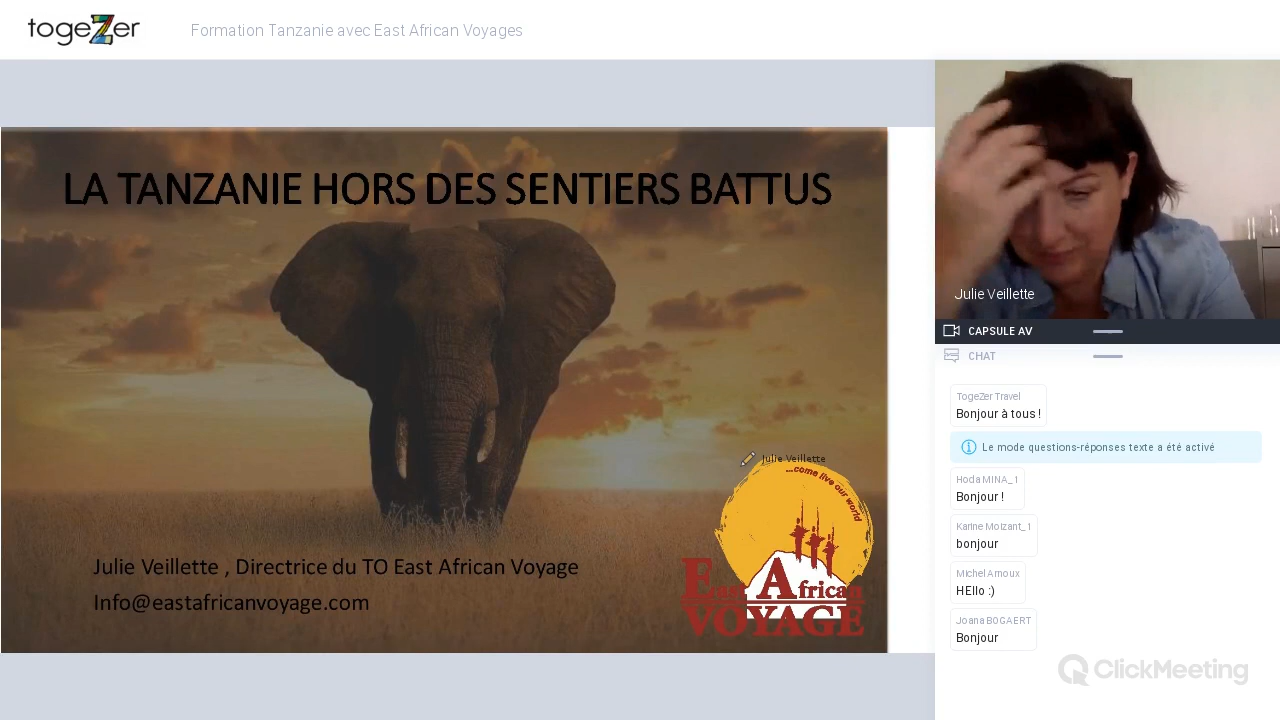 togeZer
Formation Tanzanie avec East African Voyages
LA TANZANIE HORS DES SENTIERS BATTUS
Julie Veillette
...come live our world
East African
VOYAGE
Julie Veillette , Directrice du TO East African Voyage
Info@eastafricanvoyage.com
Julie Veillette
CAPSULE AV
CHAT
TogeZer Travel
Bonjour à tous !
Le mode questions-réponses texte a été activé
Hoda MINA_1
Bonjour !
Karine Moizant_1
bonjour
Michel Arnoux
HEllo :)
Joana BOGAERT
Bonjour
ClickMeeting